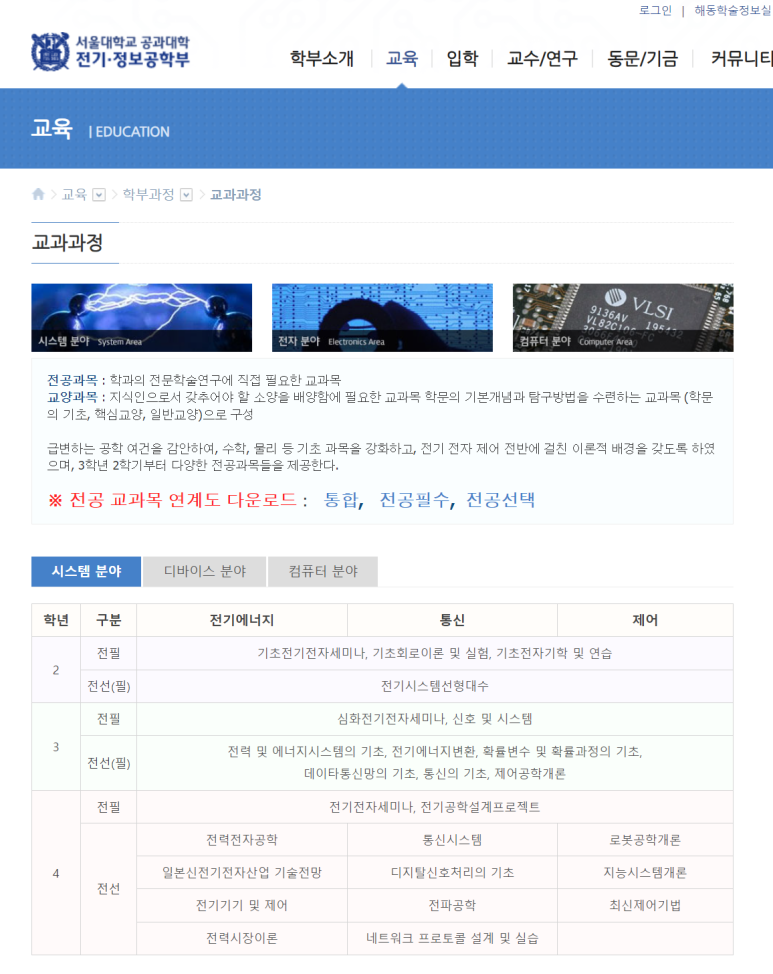 로그인 | 해동학술정보실
서울대학교 공과대학
전기·정보공학부
학부소개 교육 입학 교수/연구 동문/기금 커뮤니티
교육 | EDUCATION
교육 > 학부과정 > 교과과정
교과과정
시스템 분야 System Area
전자 분야 Electronics Area
VLSI
9136AV 195432
컴퓨터 분야 Computer Area
전공과목 : 학과의 전문학술연구에 직접 필요한 교과목
교양과목 : 지식인으로서 갖추어야 할 소양을 배양함에 필요한 교과목 학문의 기본개념과 탐구방법을 수련하는 교과목 (학문
의 기초, 핵심교양, 일반교양)으로 구성
급변하는 공학 여건을 감안하여, 수학, 물리 등 기초 과목을 강화하고, 전기 전자 제어 전반에 걸친 이론적 배경을 갖도록 하였
으며, 3학년 2학기부터 다양한 전공과목들을 제공한다.
※ 전공 교과목 연계도 다운로드 : 통합, 전공필수, 전공선택
시스템 분야 디바이스 분야 컴퓨터 분야
학년 구분 전기에너지 통신 제어
2 전필 기초전기전자세미나, 기초회로이론 및 실험, 기초전자기학 및 연습
전선(필) 전기시스템선형대수
3 전필 심화전기전자세미나, 신호 및 시스템
전선(필) 전력 및 에너지시스템의 기초, 전기에너지변환, 확률변수 및 확률과정의 기초,
데이타통신망의 기초, 통신의 기초, 제어공학개론
4 전필 전기전자세미나, 전기공학설계프로젝트
전선 전력전자공학 통신시스템 로봇공학개론
일본신전기전자산업 기술전망 디지탈신호처리의 기초 지능시스템개론
전기기기 및 제어 전파공학 최신제어기법
전력시장이론 네트워크 프로토콜 설계 및 실습